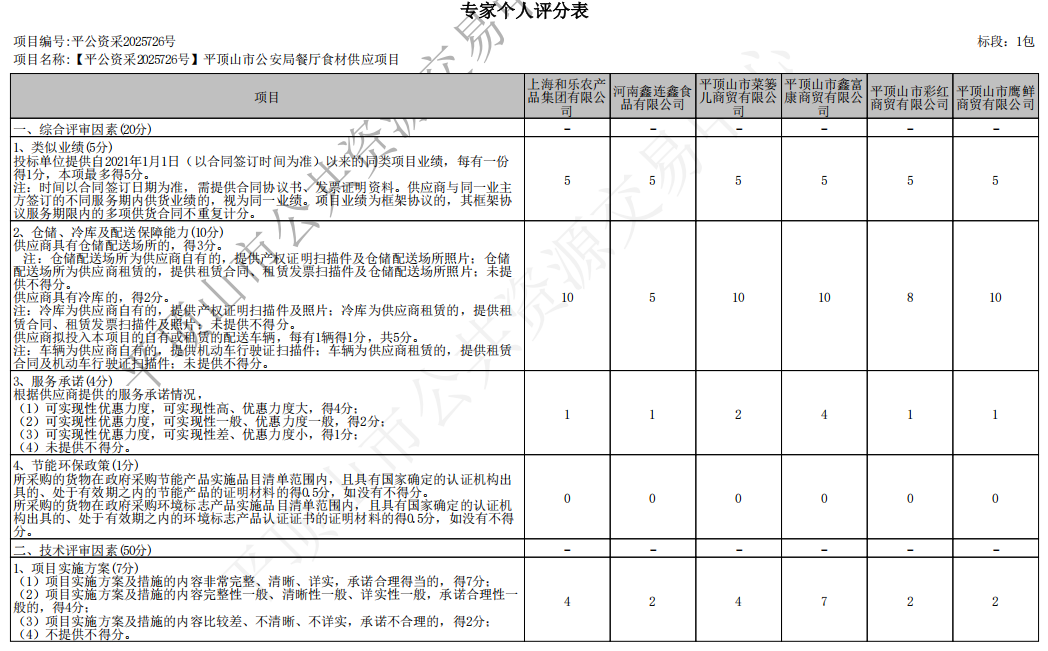 专家个人评分表
项目编号:平公资采2025726号
标段: 1包
项目名称:【平公资采2025726号】平顶山市公安局餐厅食材供应项目
项目
上海和乐农产
品集团有限公
司
河南鑫连鑫食
品有限公司
平顶山市菜篓
儿商贸有限公
司
平顶山市鑫富
康商贸有限公
司
平顶山市彩红
商贸有限公司
平顶山市鹰鲜
商贸有限公司
一、综合评审因素(20分) - - - - - -
1、类似业绩(5分)
投标单位提供自2021年1月1日（以合同签订时间为准）以来的同类项目业绩，每有一份
得1分，本项最多得5分。
注：时间以合同签订日期为准，需提供合同协议书、发票证明资料。供应商与同一业主
方签订的不同服务期内供货业绩的，视为同一业绩。项目业绩为框架协议的，其框架协
议服务期限内的多项供货合同不重复计分。
5 5 5 5 5 5
2、仓储、冷库及配送保障能力(10分)
供应商具有仓储配送场所的，得3分。
注：仓储配送场所为供应商自有的，提供产权证明扫描件及仓储配送场所照片；仓储
配送场所为供应商租赁的，提供租赁合同、租赁发票扫描件及仓储配送场所照片；未提
供不得分。
供应商具有冷库的，得2分。
注：冷库为供应商自有的，提供产权证明扫描件及照片；冷库为供应商租赁的，提供租
赁合同、租赁发票扫描件及照片；未提供不得分。
供应商拟投入本项目的自有或租赁的配送车辆，每有1辆得1分，共5分。
注：车辆为供应商自有的，提供机动车行驶证扫描件；车辆为供应商租赁的，提供租赁
合同及机动车行驶证扫描件；未提供不得分。
10 5 10 10 8 10
3、服务承诺(4分)
根据供应商提供的服务承诺情况，
（1）可实现性优惠力度，可实现性高、优惠力度大，得4分；
（2）可实现性优惠力度，可实现性一般、优惠力度一般，得2分；
（3）可实现性优惠力度，可实现性差、优惠力度小，得1分；
（4）未提供不得分。
1 1 2 4 1 1
4、节能环保政策(1分)
所采购的货物在政府采购节能产品实施品目清单范围内，且具有国家确定的认证机构出
具的、处于有效期之内的节能产品的证明材料的得0.5分，如没有不得分。
所采购的货物在政府采购环境标志产品实施品目清单范围内，且具有国家确定的认证机
构出具的、处于有效期之内的环境标志产品认证证书的证明材料的得0.5分，如没有不得
分。
0 0 0 0 0 0
二、技术评审因素(50分) - - - - - -
1、项目实施方案(7分)
（1）项目实施方案及措施的内容非常完整、清晰、详实，承诺合理得当的，得7分；
（2）项目实施方案及措施的内容完整性一般、清晰性一般、详实性一般，承诺合理性一
般的，得4分；
（3）项目实施方案及措施的内容比较差、不清晰、不详实，承诺不合理的，得2分；
（4）不提供不得分。
4 2 4 7 2 2
平顶山市公共资源交易中
平顶山市公共资源交易中心